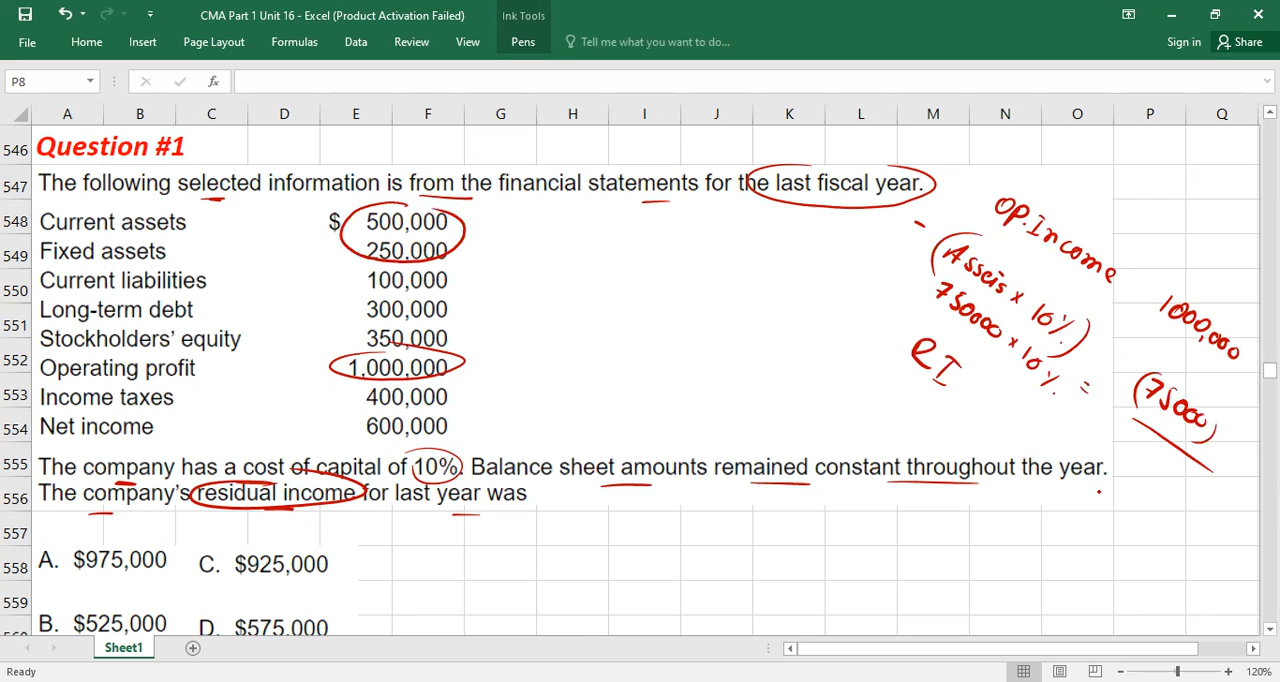 CMA Part 1 Unit 16 - Excel (Product Activation Failed)
Ink Tools
File Home Insert Page Layout Formulas Data Review View Pens Tell me what you want to do... Sign in Share
P8 fx
A B C D E F G H I J K L M N O P Q
546 Question #1
547 The following selected information is from the financial statements for the last fiscal year.
548 Current assets $ 500,000
549 Fixed assets 250,000
550 Current liabilities 100,000
551 Long-term debt 300,000
552 Stockholders' equity 350,000
Operating profit 1,000,000
553 Income taxes 400,000
554 Net income 600,000
OP. Income
- (Assets x 10%)
750000 x 10% =
RI
1000,000
(75000)
555 The company has a cost of capital of 10%. Balance sheet amounts remained constant throughout the year.
556 The company's residual income for last year was
557
558 A. $975,000 C. $925,000
559
560 B. $525,000 D. $575,000
Sheet1
Ready 120%